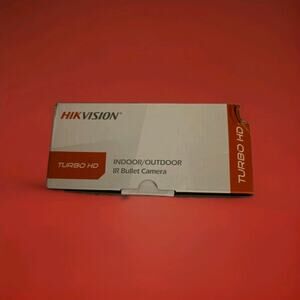 HIKVISION®
TURBO HD
INDOOR/OUTDOOR
IR Bullet Camera
TURBO HD